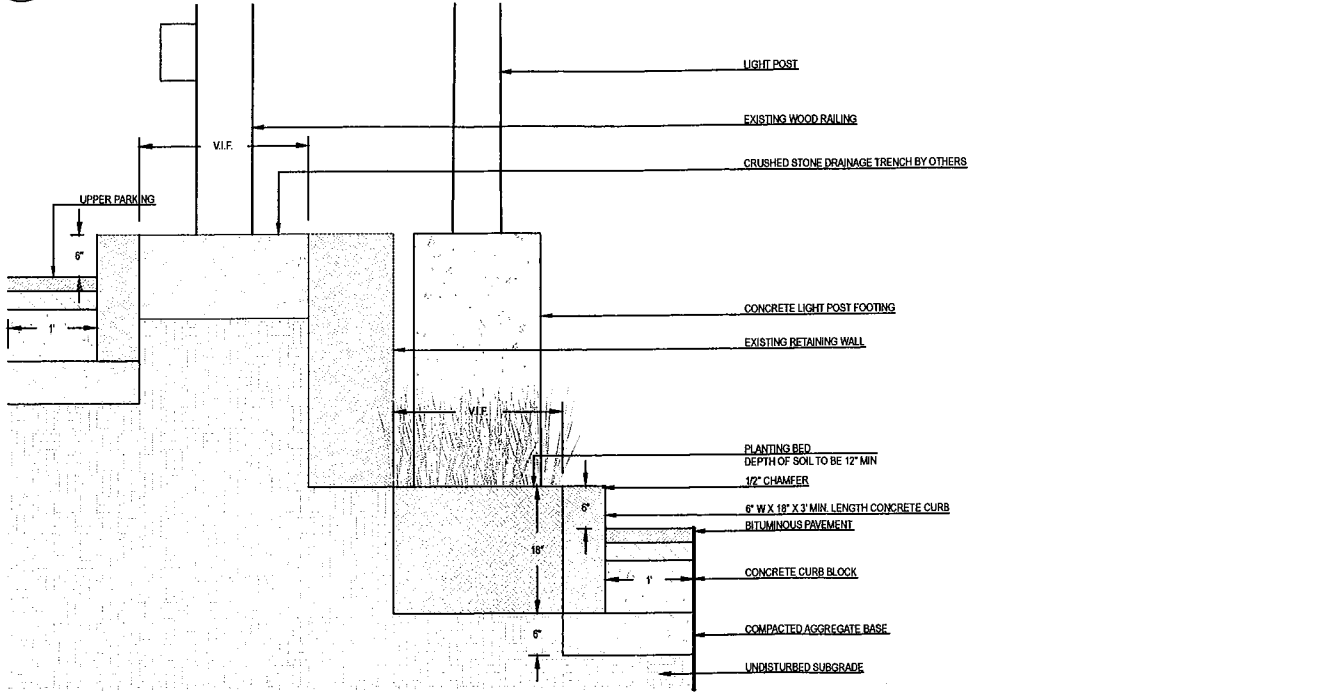 LIGHT POST
EXISTING WOOD RAILING
V.I.F.
CRUSHED STONE DRAINAGE TRENCH BY OTHERS
UPPER PARKING
6"
1'
CONCRETE LIGHT POST FOOTING
EXISTING RETAINING WALL
V.I.F.
PLANTING BED
DEPTH OF SOIL TO BE 12" MIN
1/2" CHAMFER
6"
6" W X 18" X 3' MIN. LENGTH CONCRETE CURB
BITUMINOUS PAVEMENT
18"
1'
CONCRETE CURB BLOCK
6"
COMPACTED AGGREGATE BASE
UNDISTURBED SUBGRADE